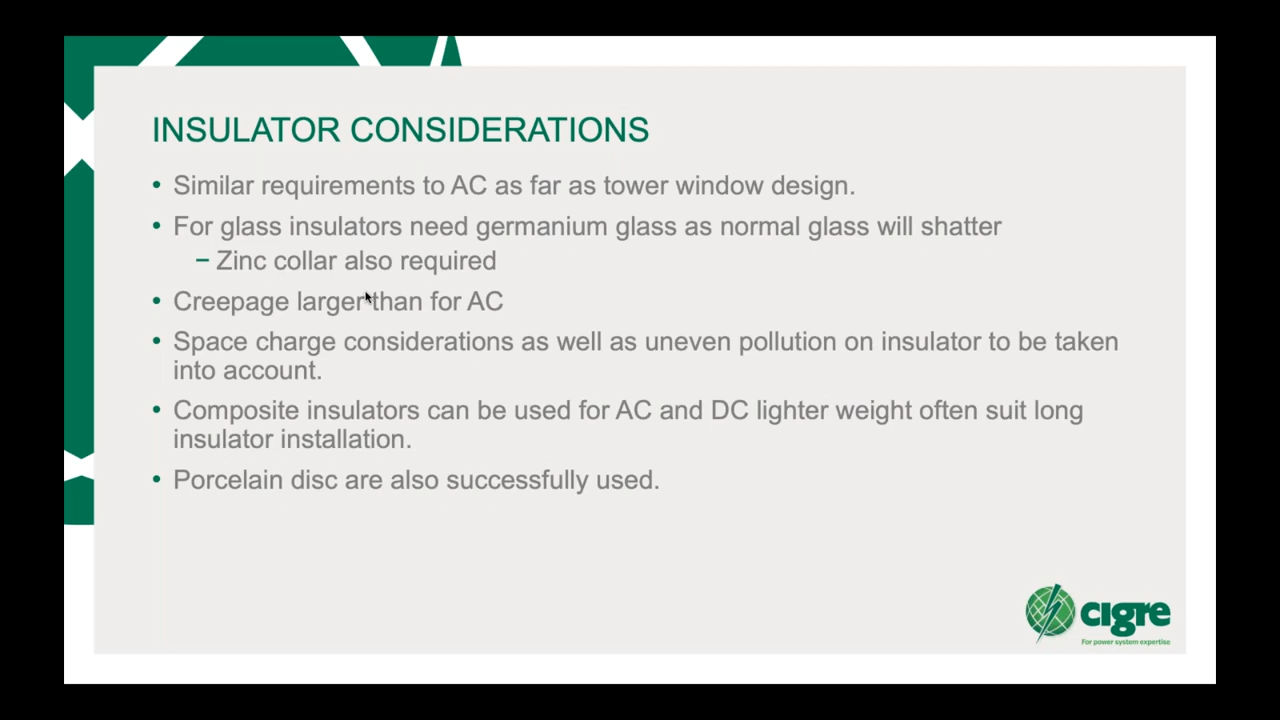 INSULATOR CONSIDERATIONS
• Similar requirements to AC as far as tower window design.
• For glass insulators need germanium glass as normal glass will shatter
– Zinc collar also required
• Creepage larger than for AC
• Space charge considerations as well as uneven pollution on insulator to be taken
into account.
• Composite insulators can be used for AC and DC lighter weight often suit long
insulator installation.
• Porcelain disc are also successfully used.
cigre
For power system expertise